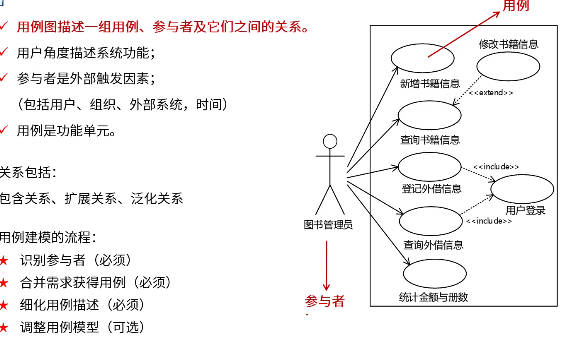 ✓ 用例图描述一组用例、参与者及它们之间的关系。
✓ 用户角度描述系统功能；
✓ 参与者是外部触发因素；
（包括用户、组织、外部系统，时间）
✓ 用例是功能单元。
关系包括：
包含关系、扩展关系、泛化关系
用例建模的流程：
★ 识别参与者（必须）
★ 合并需求获得用例（必须）
★ 细化用例描述（必须）
★ 调整用例模型（可选）
用例
修改书籍信息
新增书籍信息
<<extend>>
查询书籍信息
<<include>>
登记外借信息
用户登录
图书管理员
<<include>>
查询外借信息
参与者
统计金额与册数